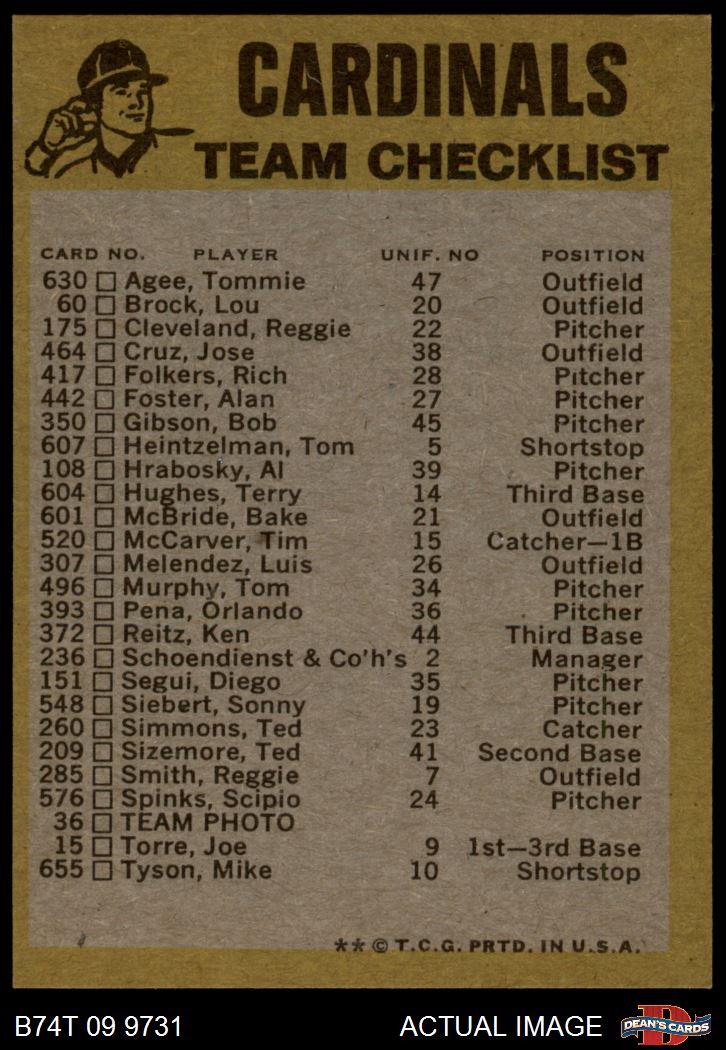 CARDINALS
TEAM CHECKLIST
CARD NO. PLAYER UNIF. NO POSITION
630 Agee, Tommie 47 Outfield
60 Brock, Lou 20 Outfield
175 Cleveland, Reggie 22 Pitcher
464 Cruz, Jose 38 Outfield
417 Folkers, Rich 28 Pitcher
442 Foster, Alan 27 Pitcher
350 Gibson, Bob 45 Pitcher
607 Heintzelman, Tom 5 Shortstop
108 Hrabosky, Al 39 Pitcher
604 Hughes, Terry 14 Third Base
601 McBride, Bake 21 Outfield
520 McCarver, Tim 15 Catcher—1B
307 Melendez, Luis 26 Outfield
496 Murphy, Tom 34 Pitcher
393 Pena, Orlando 36 Pitcher
372 Reitz, Ken 44 Third Base
236 Schoendienst & Co'h's 2 Manager
151 Segui, Diego 35 Pitcher
548 Siebert, Sonny 19 Pitcher
260 Simmons, Ted 23 Catcher
209 Sizemore, Ted 41 Second Base
285 Smith, Reggie 7 Outfield
576 Spinks, Scipio 24 Pitcher
36 TEAM PHOTO
15 Torre, Joe 9 1st—3rd Base
655 Tyson, Mike 10 Shortstop
** © T.C.G. PRTD. IN U.S.A.
B74T 09 9731 ACTUAL IMAGE DEAN'S CARDS